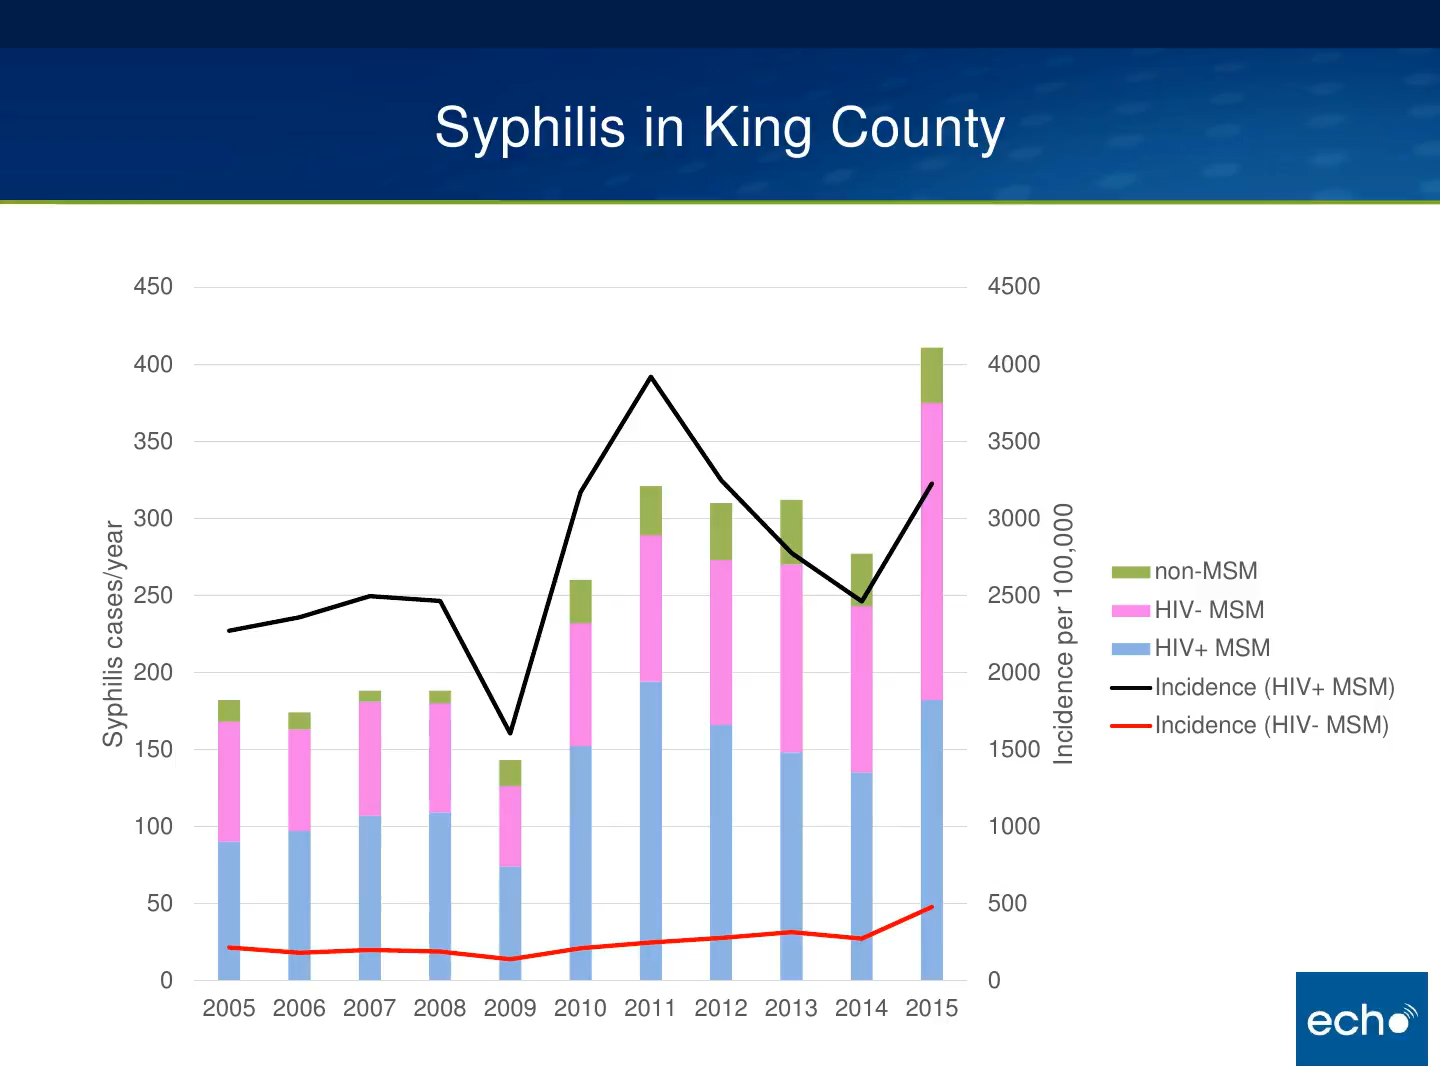 Syphilis in King County
450
400
350
300
250
200
150
100
50
0
Syphilis cases/year
4500
4000
3500
3000
2500
2000
1500
1000
500
0
Incidence per 100,000
2005 2006 2007 2008 2009 2010 2011 2012 2013 2014 2015
non-MSM
HIV- MSM
HIV+ MSM
Incidence (HIV+ MSM)
Incidence (HIV- MSM)
echo